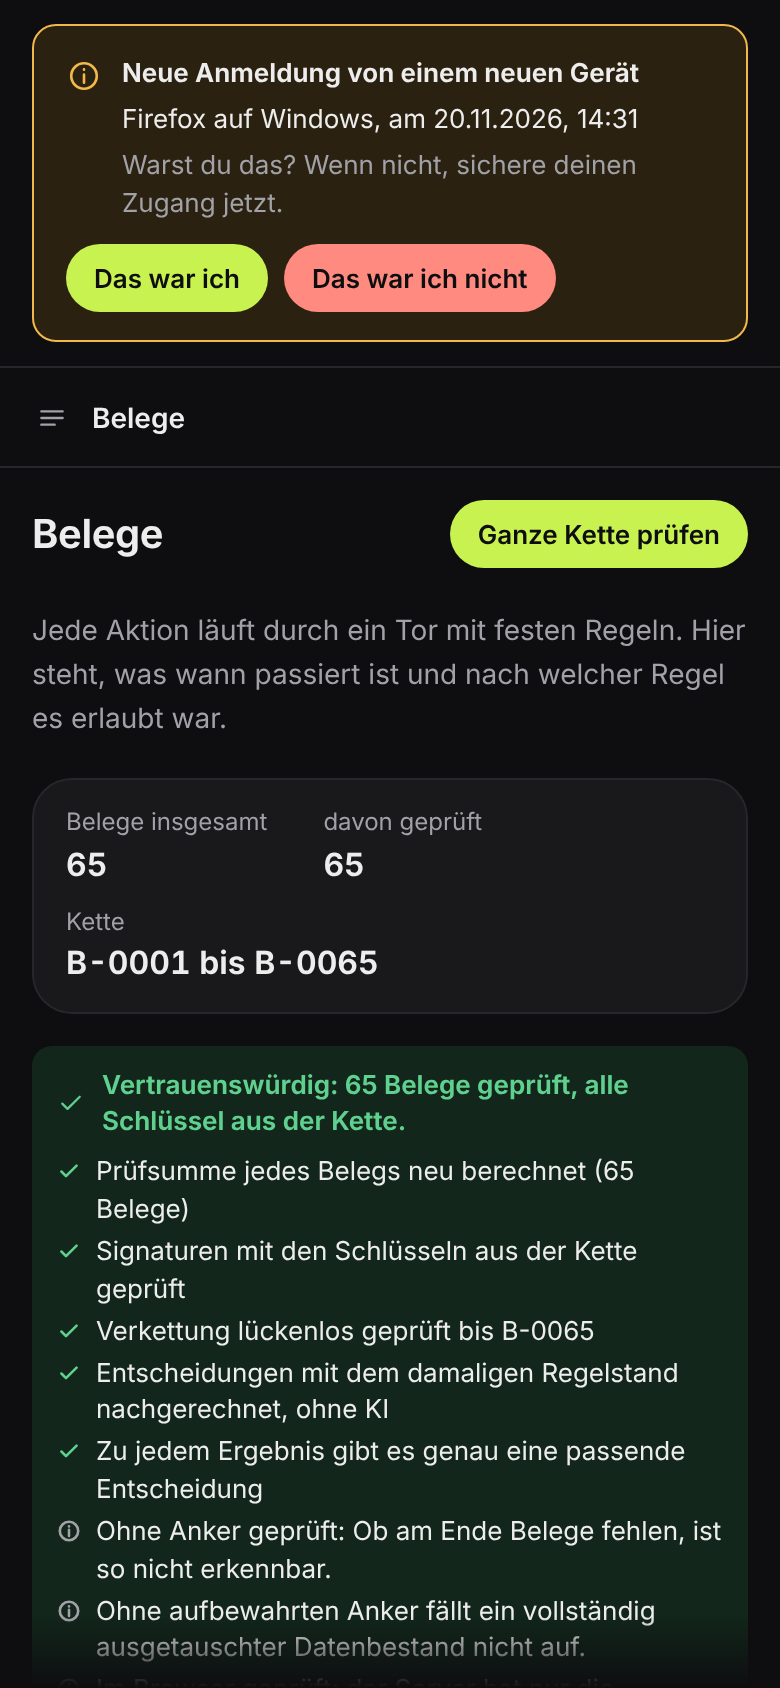 Neue Anmeldung von einem neuen Gerät
Firefox auf Windows, am 20.11.2026, 14:31
Warst du das? Wenn nicht, sichere deinen
Zugang jetzt.
Das war ich
Das war ich nicht
Belege
Belege
Ganze Kette prüfen
Jede Aktion läuft durch ein Tor mit festen Regeln. Hier
steht, was wann passiert ist und nach welcher Regel
es erlaubt war.
Belege insgesamt
65
davon geprüft
65
Kette
B-0001 bis B-0065
Vertrauenswürdig: 65 Belege geprüft, alle
Schlüssel aus der Kette.
Prüfsumme jedes Belegs neu berechnet (65
Belege)
Signaturen mit den Schlüsseln aus der Kette
geprüft
Verkettung lückenlos geprüft bis B-0065
Entscheidungen mit dem damaligen Regelstand
nachgerechnet, ohne KI
Zu jedem Ergebnis gibt es genau eine passende
Entscheidung
Ohne Anker geprüft: Ob am Ende Belege fehlen, ist
so nicht erkennbar.
Ohne aufbewahrten Anker fällt ein vollständig
ausgetauschter Datenbestand nicht auf.